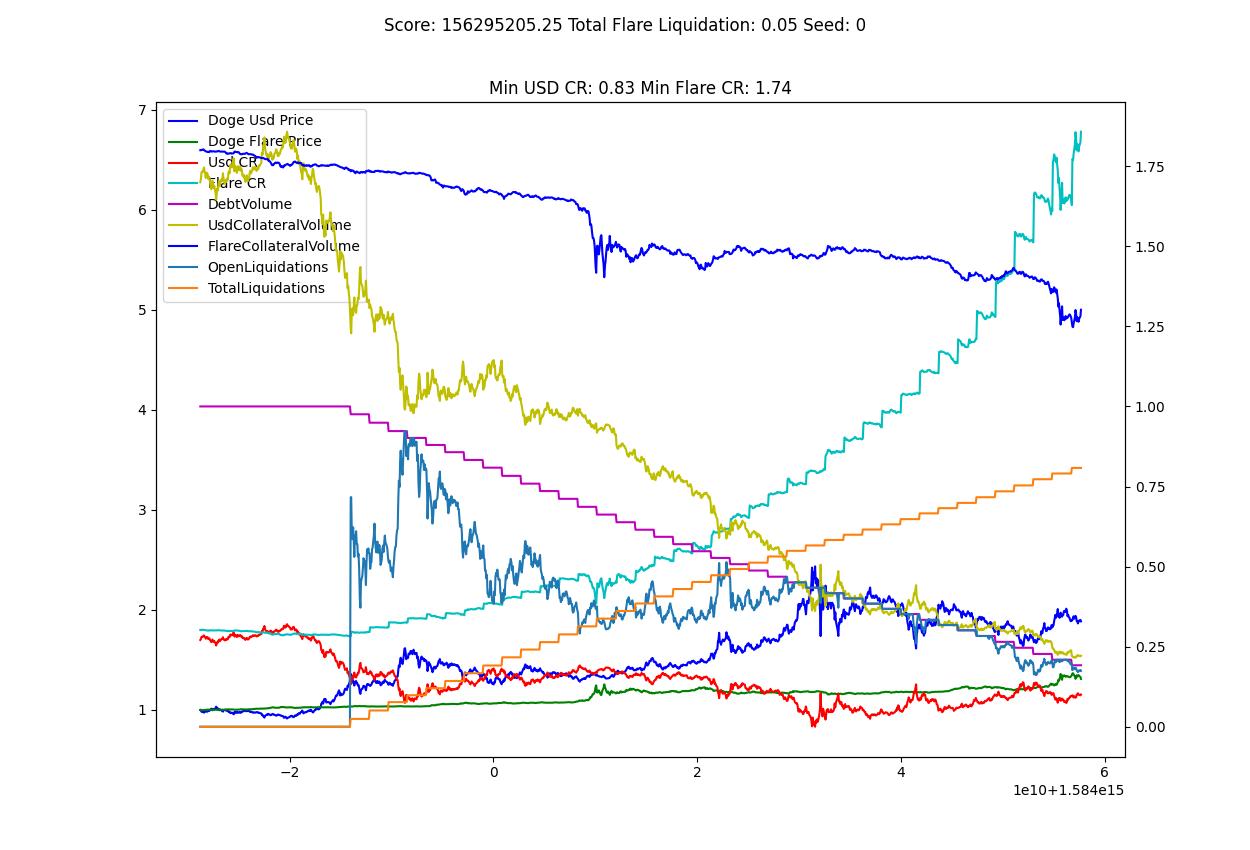 Score: 156295205.25 Total Flare Liquidation: 0.05 Seed: 0
Min USD CR: 0.83 Min Flare CR: 1.74
Doge Usd Price
Doge Flare Price
Usd CR
Flare CR
DebtVolume
UsdCollateralVolume
FlareCollateralVolume
OpenLiquidations
TotalLiquidations
7
6
5
4
3
2
1
1.75
1.50
1.25
1.00
0.75
0.50
0.25
0.00
−2
0
2
4
6
1e10+1.584e15